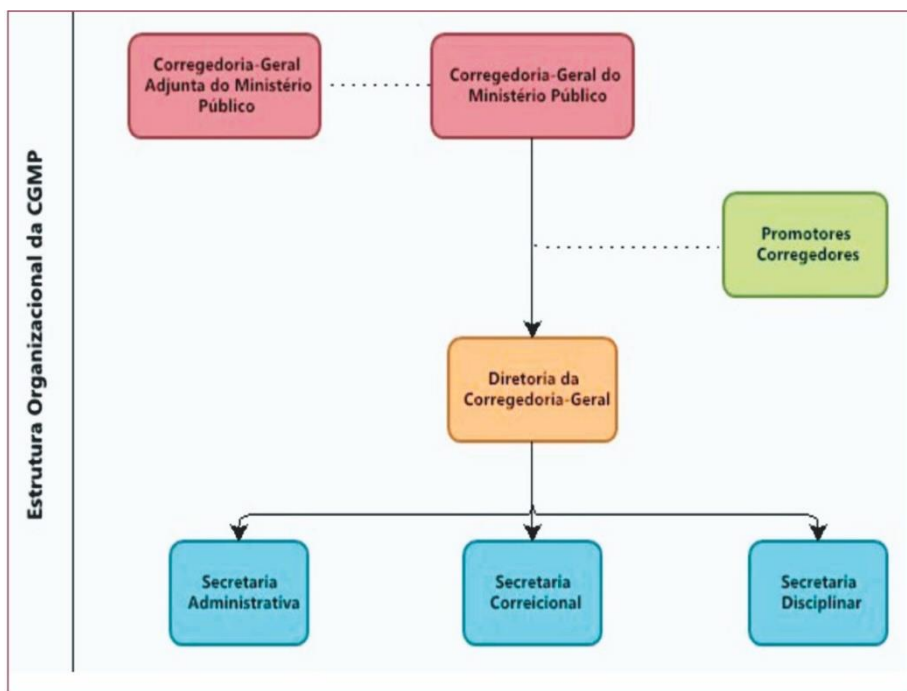 Estrutura Organizacional da CGMP
Corregedoria-Geral
Adjunta do Ministério
Público
Corregedoria-Geral do
Ministério Público
Promotores
Corregedores
Diretoria da
Corregedoria-Geral
Secretaria
Administrativa
Secretaria
Correicional
Secretaria
Disciplinar